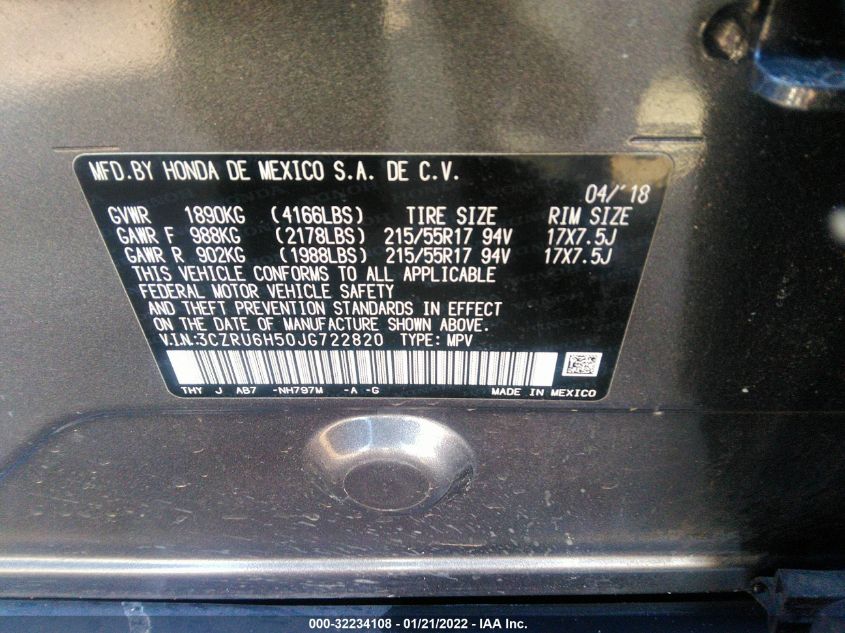 MFD.BY HONDA DE MEXICO S.A. DE C.V.
04/'18
GVWR 1890KG (4166LBS) TIRE SIZE RIM SIZE
GAWR F 988KG (2178LBS) 215/55R17 94V 17X7.5J
GAWR R 902KG (1988LBS) 215/55R17 94V 17X7.5J
THIS VEHICLE CONFORMS TO ALL APPLICABLE
FEDERAL MOTOR VEHICLE SAFETY
AND THEFT PREVENTION STANDARDS IN EFFECT
ON THE DATE OF MANUFACTURE SHOWN ABOVE.
V.I.N:3CZRU6H50JG722820 TYPE: MPV
THY J AB7 -NH797M -A -G MADE IN MEXICO
000-32234108 - 01/21/2022 - IAA Inc.